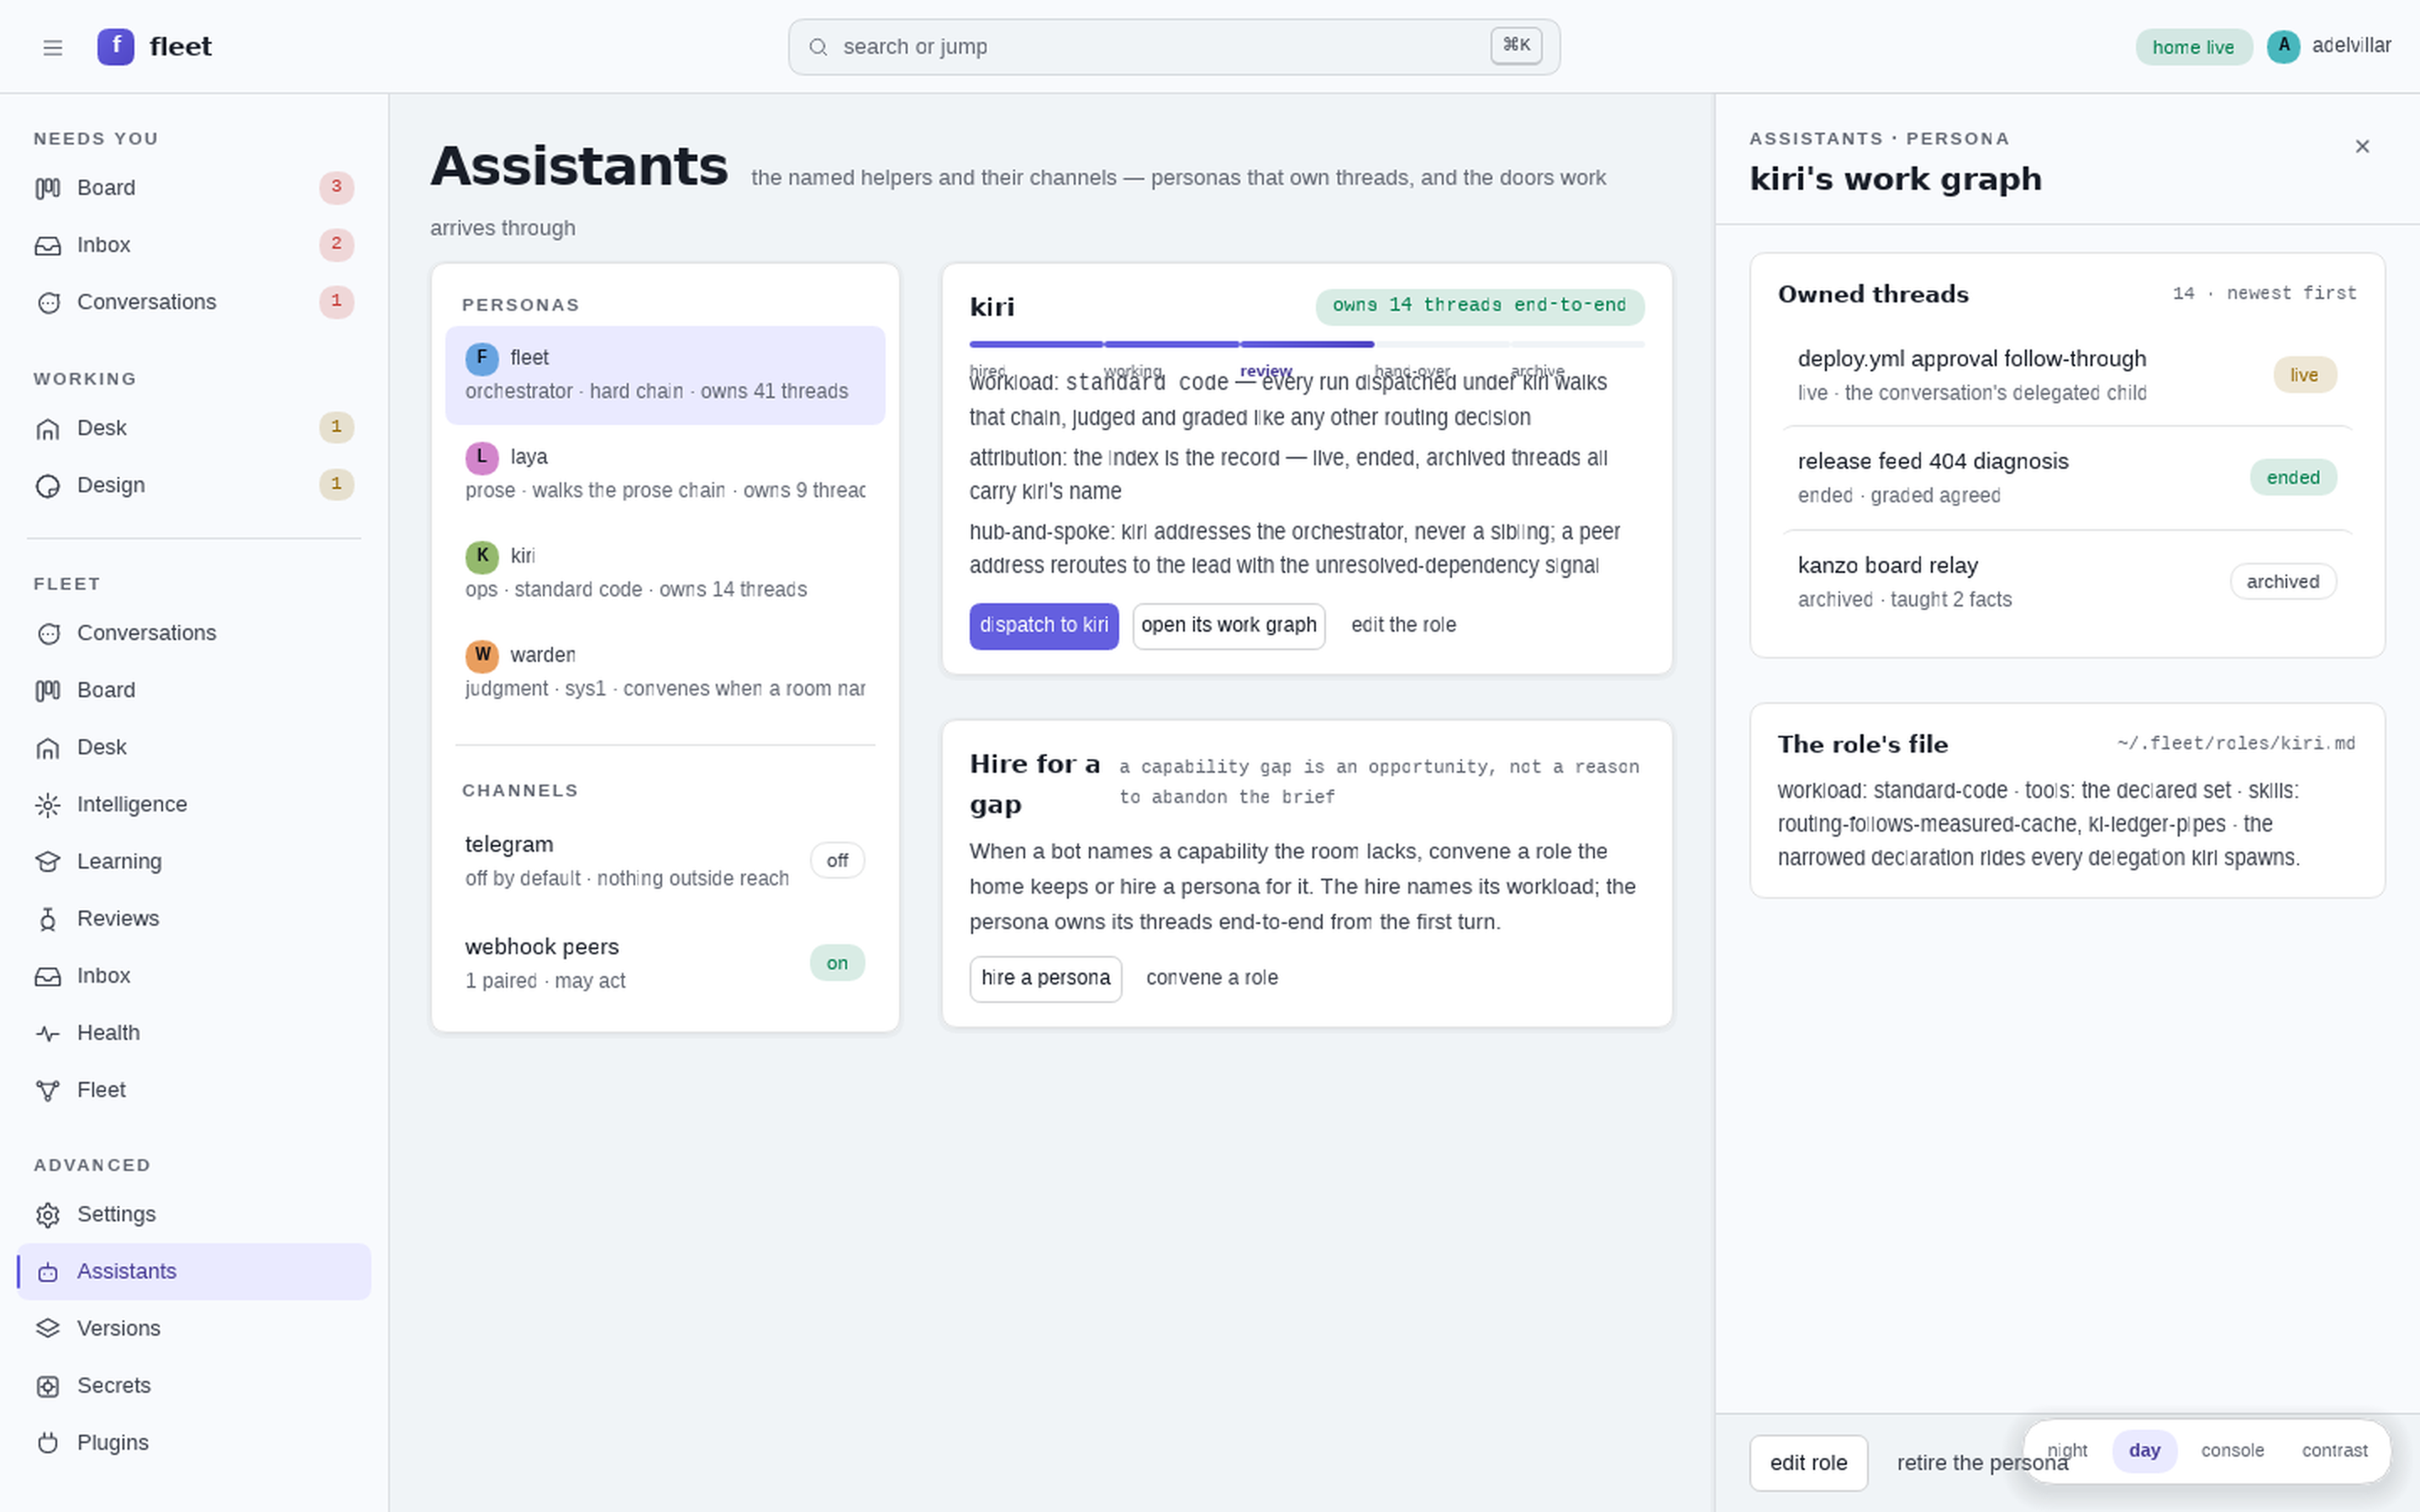 f fleet
search or jump ⌘K
home live A adelvillar
NEEDS YOU
Board 3
Inbox 2
Conversations 1
WORKING
Desk 1
Design 1
FLEET
Conversations
Board
Desk
Intelligence
Learning
Reviews
Inbox
Health
Fleet
ADVANCED
Settings
Assistants
Versions
Secrets
Plugins
Assistants the named helpers and their channels — personas that own threads, and the doors work
arrives through
PERSONAS
F fleet
orchestrator · hard chain · owns 41 threads
L laya
prose · walks the prose chain · owns 9 threac
K kiri
ops · standard code · owns 14 threads
W warden
judgment · sys1 · convenes when a room nar
CHANNELS
telegram off
off by default · nothing outside reach
webhook peers on
1 paired · may act
kiri owns 14 threads end-to-end
hired working review hand-over archive
workload: standard code — every run dispatched under kiri walks
that chain, judged and graded like any other routing decision
attribution: the index is the record — live, ended, archived threads all
carry kiri's name
hub-and-spoke: kiri addresses the orchestrator, never a sibling; a peer
address reroutes to the lead with the unresolved-dependency signal
dispatch to kiri open its work graph edit the role
Hire for a gap
a capability gap is an opportunity, not a reason
to abandon the brief
When a bot names a capability the room lacks, convene a role the
home keeps or hire a persona for it. The hire names its workload; the
persona owns its threads end-to-end from the first turn.
hire a persona convene a role
ASSISTANTS · PERSONA
kiri's work graph ×
Owned threads 14 · newest first
deploy.yml approval follow-through live
live · the conversation's delegated child
release feed 404 diagnosis ended
ended · graded agreed
kanzo board relay archived
archived · taught 2 facts
The role's file ~/.fleet/roles/kiri.md
workload: standard-code · tools: the declared set · skills:
routing-follows-measured-cache, ki-ledger-pipes · the
narrowed declaration rides every delegation kiri spawns.
edit role retire the persona
night day console contrast